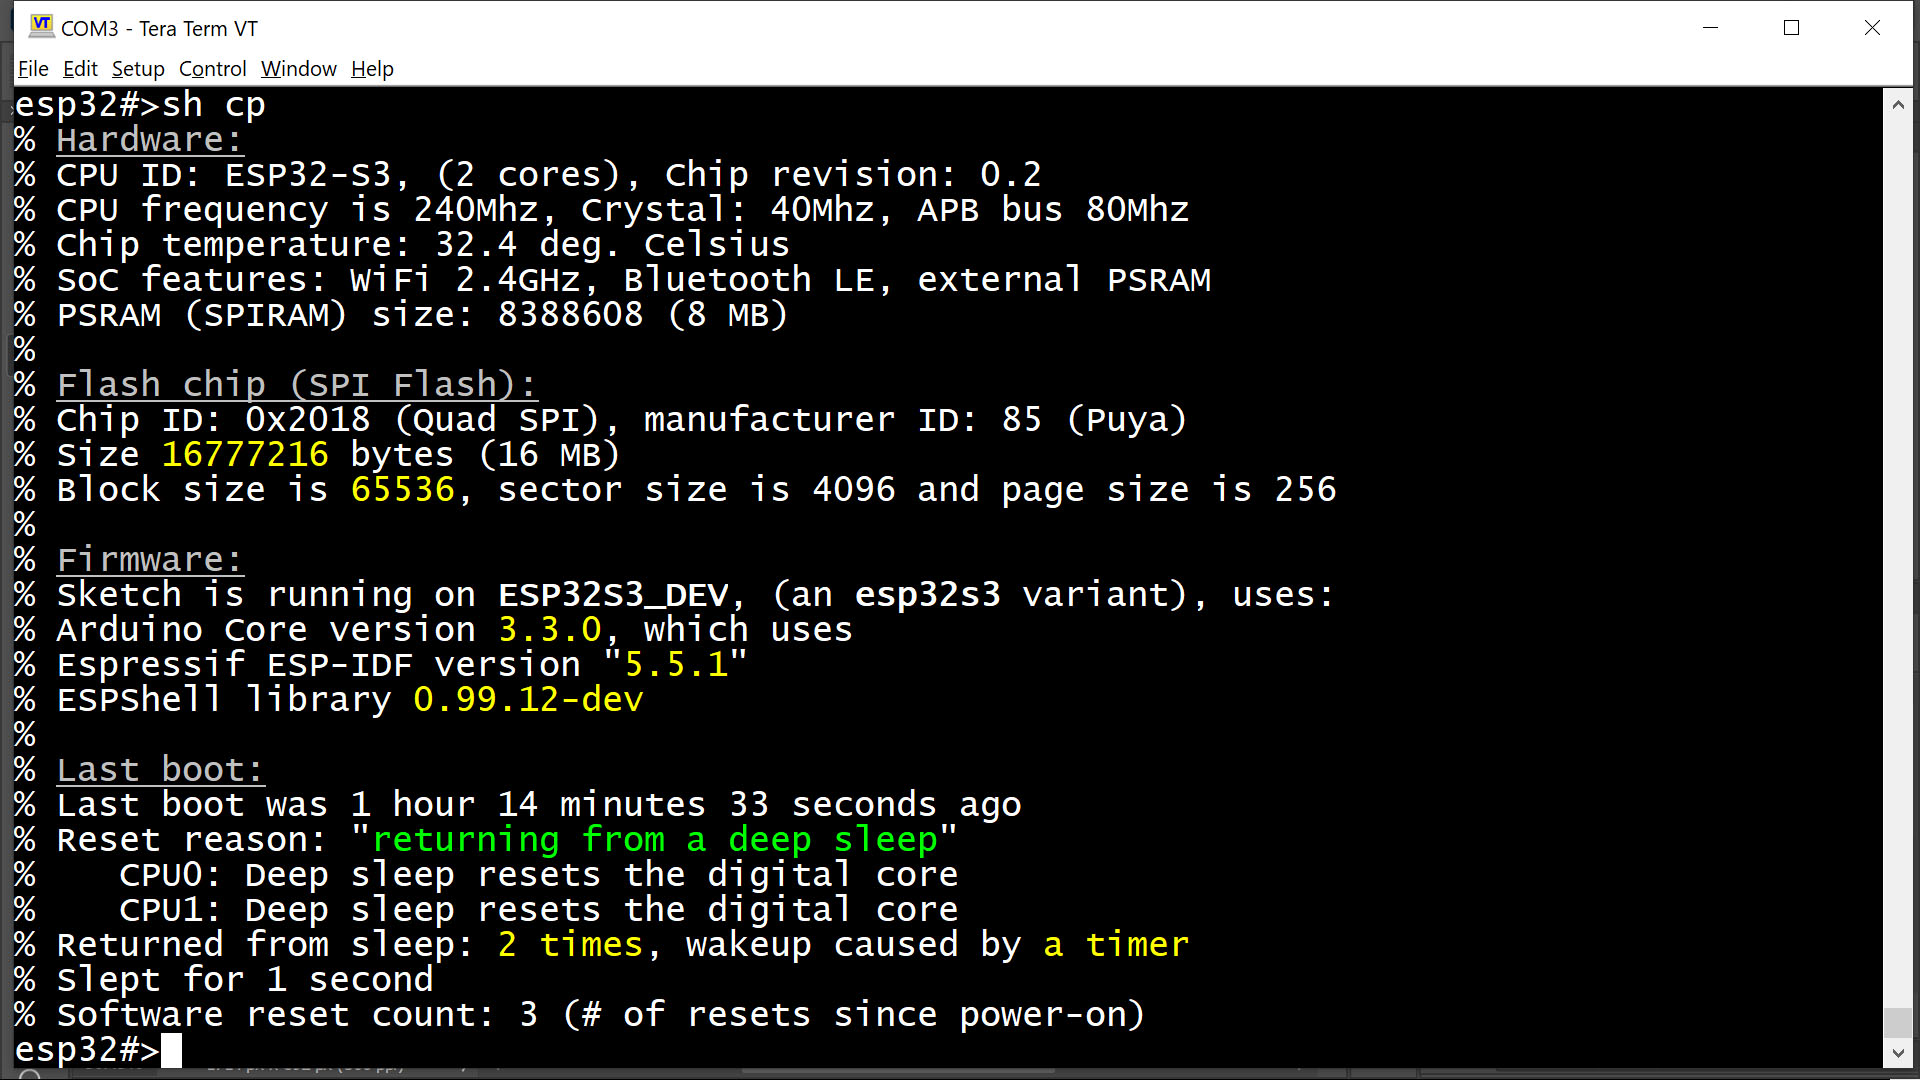 COM3 - Tera Term VT
File Edit Setup Control Window Help
esp32#>sh cp
% Hardware:
% CPU ID: ESP32-S3, (2 cores), Chip revision: 0.2
% CPU frequency is 240Mhz, Crystal: 40Mhz, APB bus 80Mhz
% Chip temperature: 32.4 deg. Celsius
% SoC features: WiFi 2.4GHz, Bluetooth LE, external PSRAM
% PSRAM (SPIRAM) size: 8388608 (8 MB)
%
% Flash chip (SPI Flash):
% Chip ID: 0x2018 (Quad SPI), manufacturer ID: 85 (Puya)
% Size 16777216 bytes (16 MB)
% Block size is 65536, sector size is 4096 and page size is 256
%
% Firmware:
% Sketch is running on ESP32S3_DEV, (an esp32s3 variant), uses:
% Arduino Core version 3.3.0, which uses
% Espressif ESP-IDF version "5.5.1"
% ESPShell library 0.99.12-dev
%
% Last boot:
% Last boot was 1 hour 14 minutes 33 seconds ago
% Reset reason: "returning from a deep sleep"
%    CPU0: Deep sleep resets the digital core
%    CPU1: Deep sleep resets the digital core
% Returned from sleep: 2 times, wakeup caused by a timer
% Slept for 1 second
% Software reset count: 3 (# of resets since power-on)
esp32#>